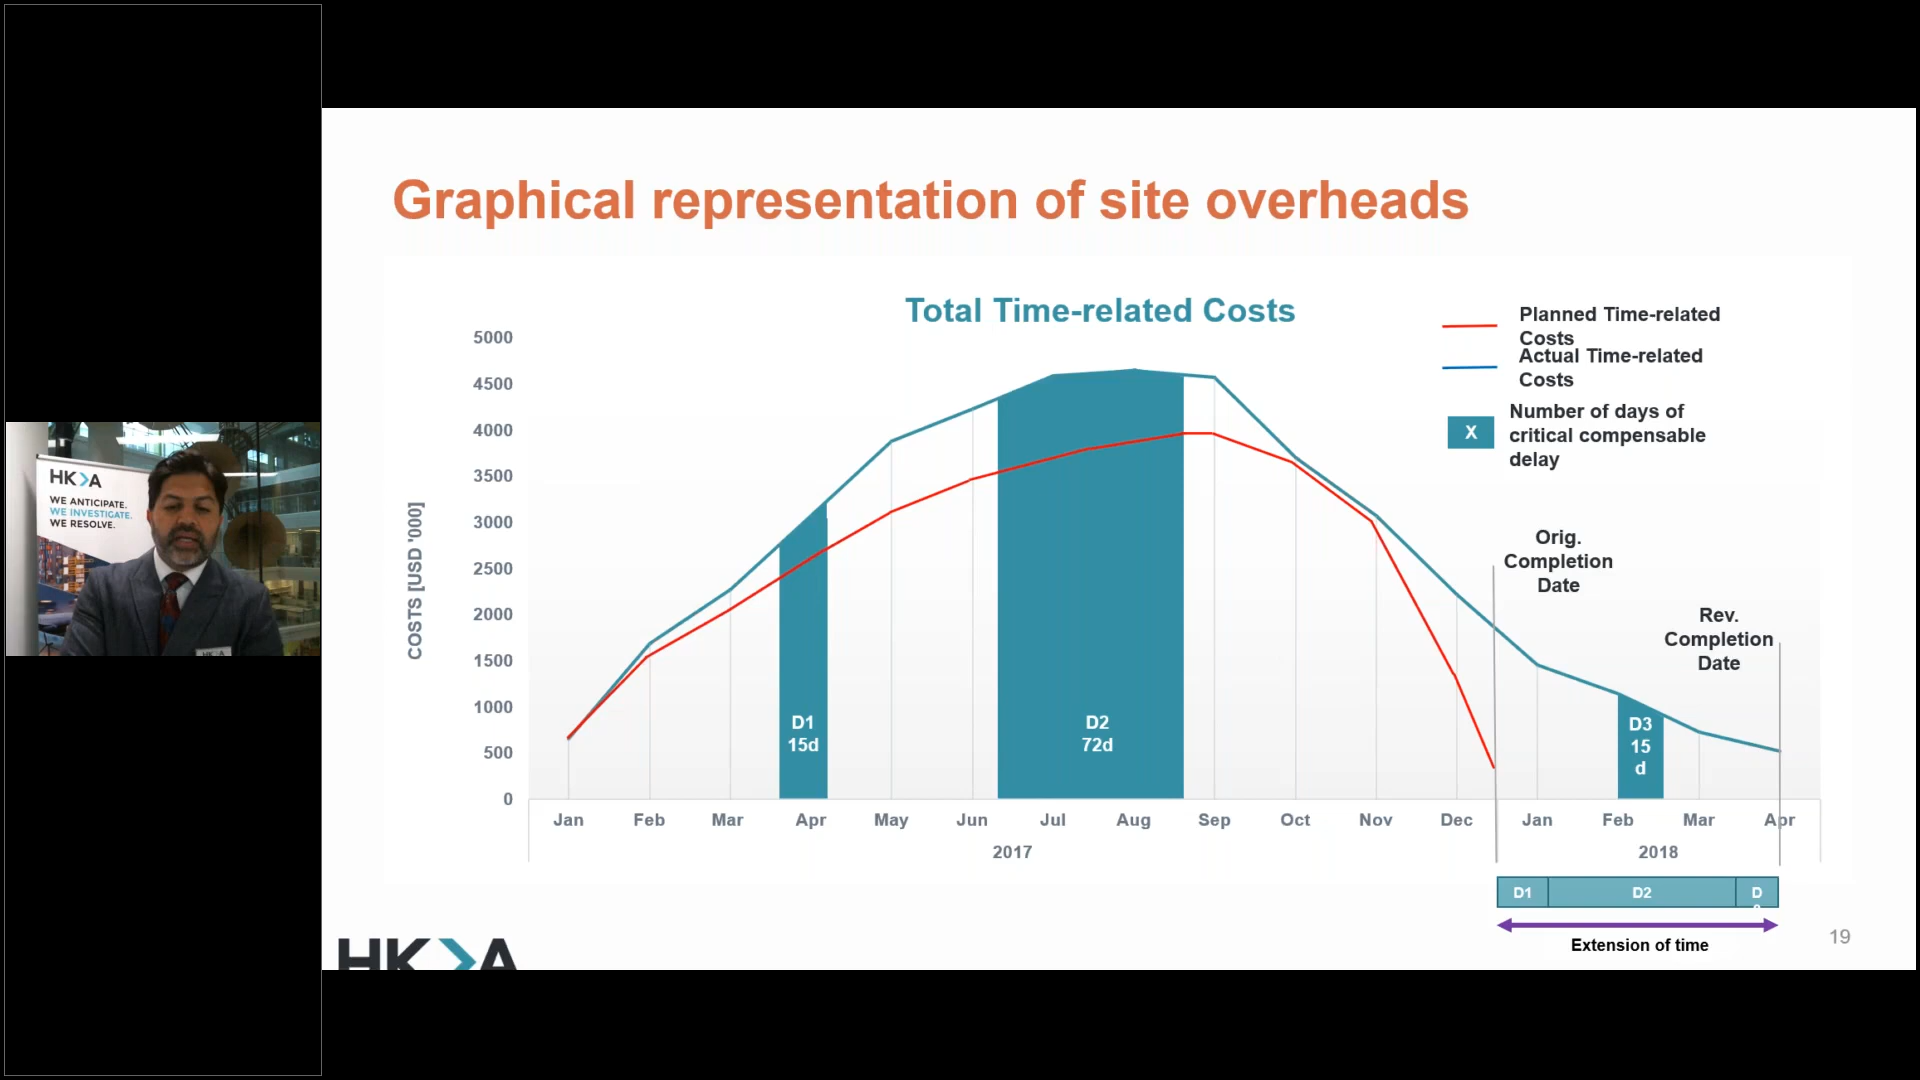 HK>A
WE ANTICIPATE.
WE INVESTIGATE.
WE RESOLVE.
Graphical representation of site overheads
Total Time-related Costs
Planned Time-related
Costs
Actual Time-related
Costs
X
Number of days of
critical compensable
delay
COSTS [USD '000]
5000
4500
4000
3500
3000
2500
2000
1500
1000
500
0
D1
15d
D2
72d
D3
15
d
Orig.
Completion
Date
Rev.
Completion
Date
Jan Feb Mar Apr May Jun Jul Aug Sep Oct Nov Dec Jan Feb Mar Apr
2017 2018
D1 D2 D
Extension of time
HK>A
19